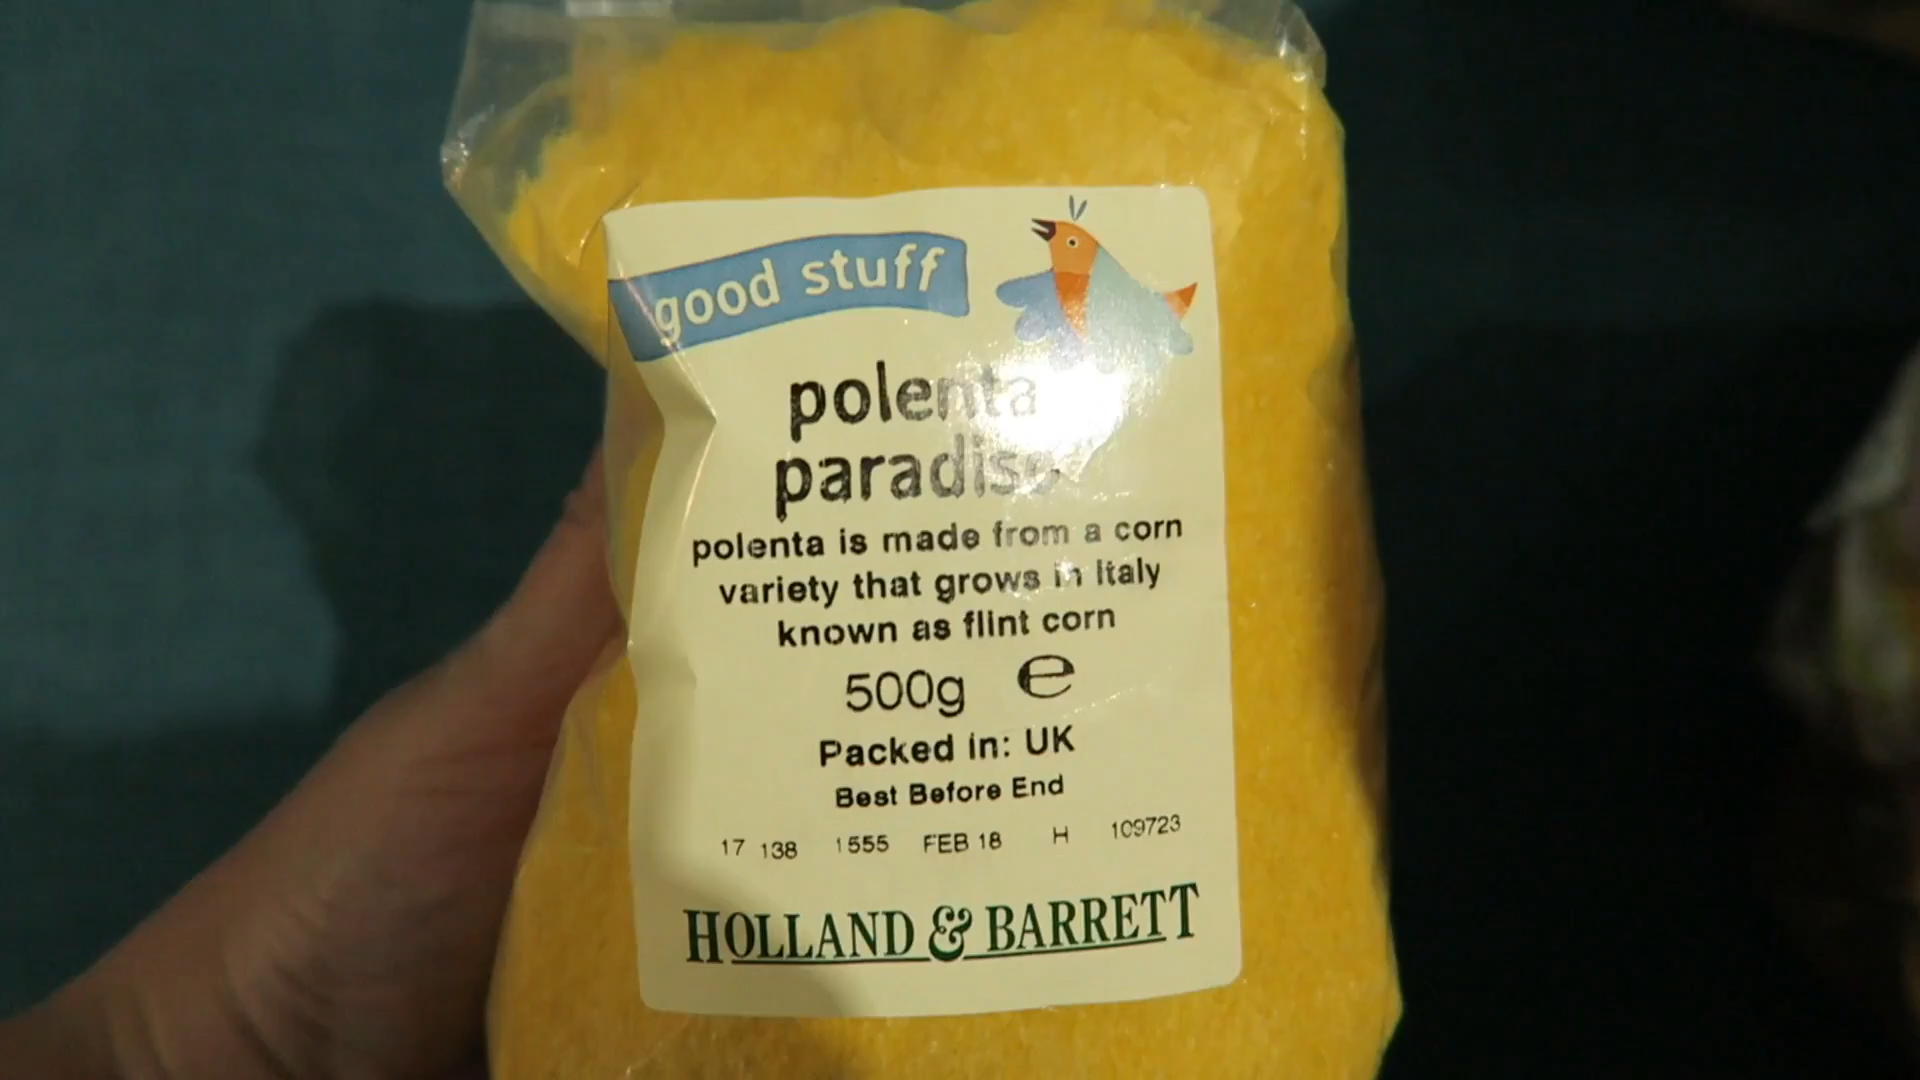 good stuff
polenta
paradise
polenta is made from a corn
variety that grows in Italy
known as flint corn
500g e
Packed in: UK
Best Before End
17 138 1555 FEB 18 H 109723
HOLLAND & BARRETT